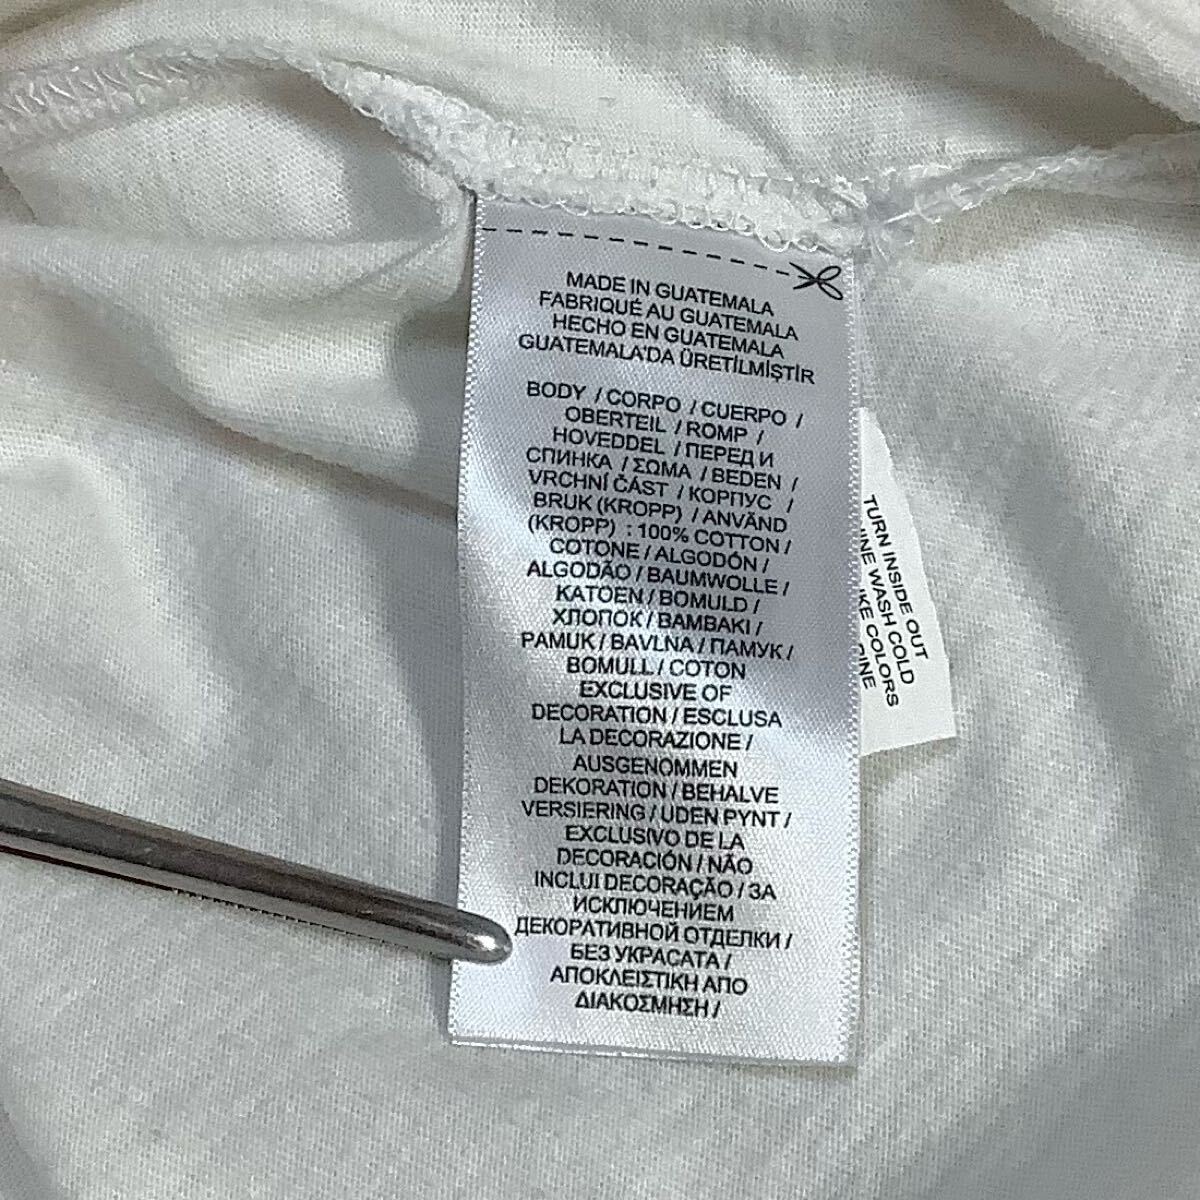 MADE IN GUATEMALA
FABRIQUÉ AU GUATEMALA
HECHO EN GUATEMALA
GUATEMALA'DA ÜRETİLMİŞTİR
BODY / CORPO / CUERPO /
OBERTEIL / ROMP /
HOVEDDEL / ПЕРЕД И
СПИНКА / ΣΩΜΑ / BEDEN /
VRCHNÍ ČÁST / КОРПУС /
BRUK (KROPP) / ANVÄND
(KROPP) : 100% COTTON /
COTONE / ALGODÓN /
ALGODÃO / BAUMWOLLE /
KATOEN / BOMULD /
ХЛОПОК / ΒΑΜΒΑΚΙ /
PAMUK / BAVLNA / ПАМУК /
BOMULL / COTON
EXCLUSIVE OF
DECORATION / ESCLUSA
LA DECORAZIONE /
AUSGENOMMEN
DEKORATION / BEHALVE
VERSIERING / UDEN PYNT /
EXCLUSIVO DE LA
DECORACIÓN / NÃO
INCLUI DECORAÇÃO / ЗА
ИСКЛЮЧЕНИЕМ
ДЕКОРАТИВНОЙ ОТДЕЛКИ /
БЕЗ УКРАСАТА /
ΑΠΟΚΛΕΙΣΤΙΚΗ ΑΠΟ
ΔΙΑΚΟΣΜΗΣΗ /
TURN INSIDE OUT
WASH COLD
COLORS